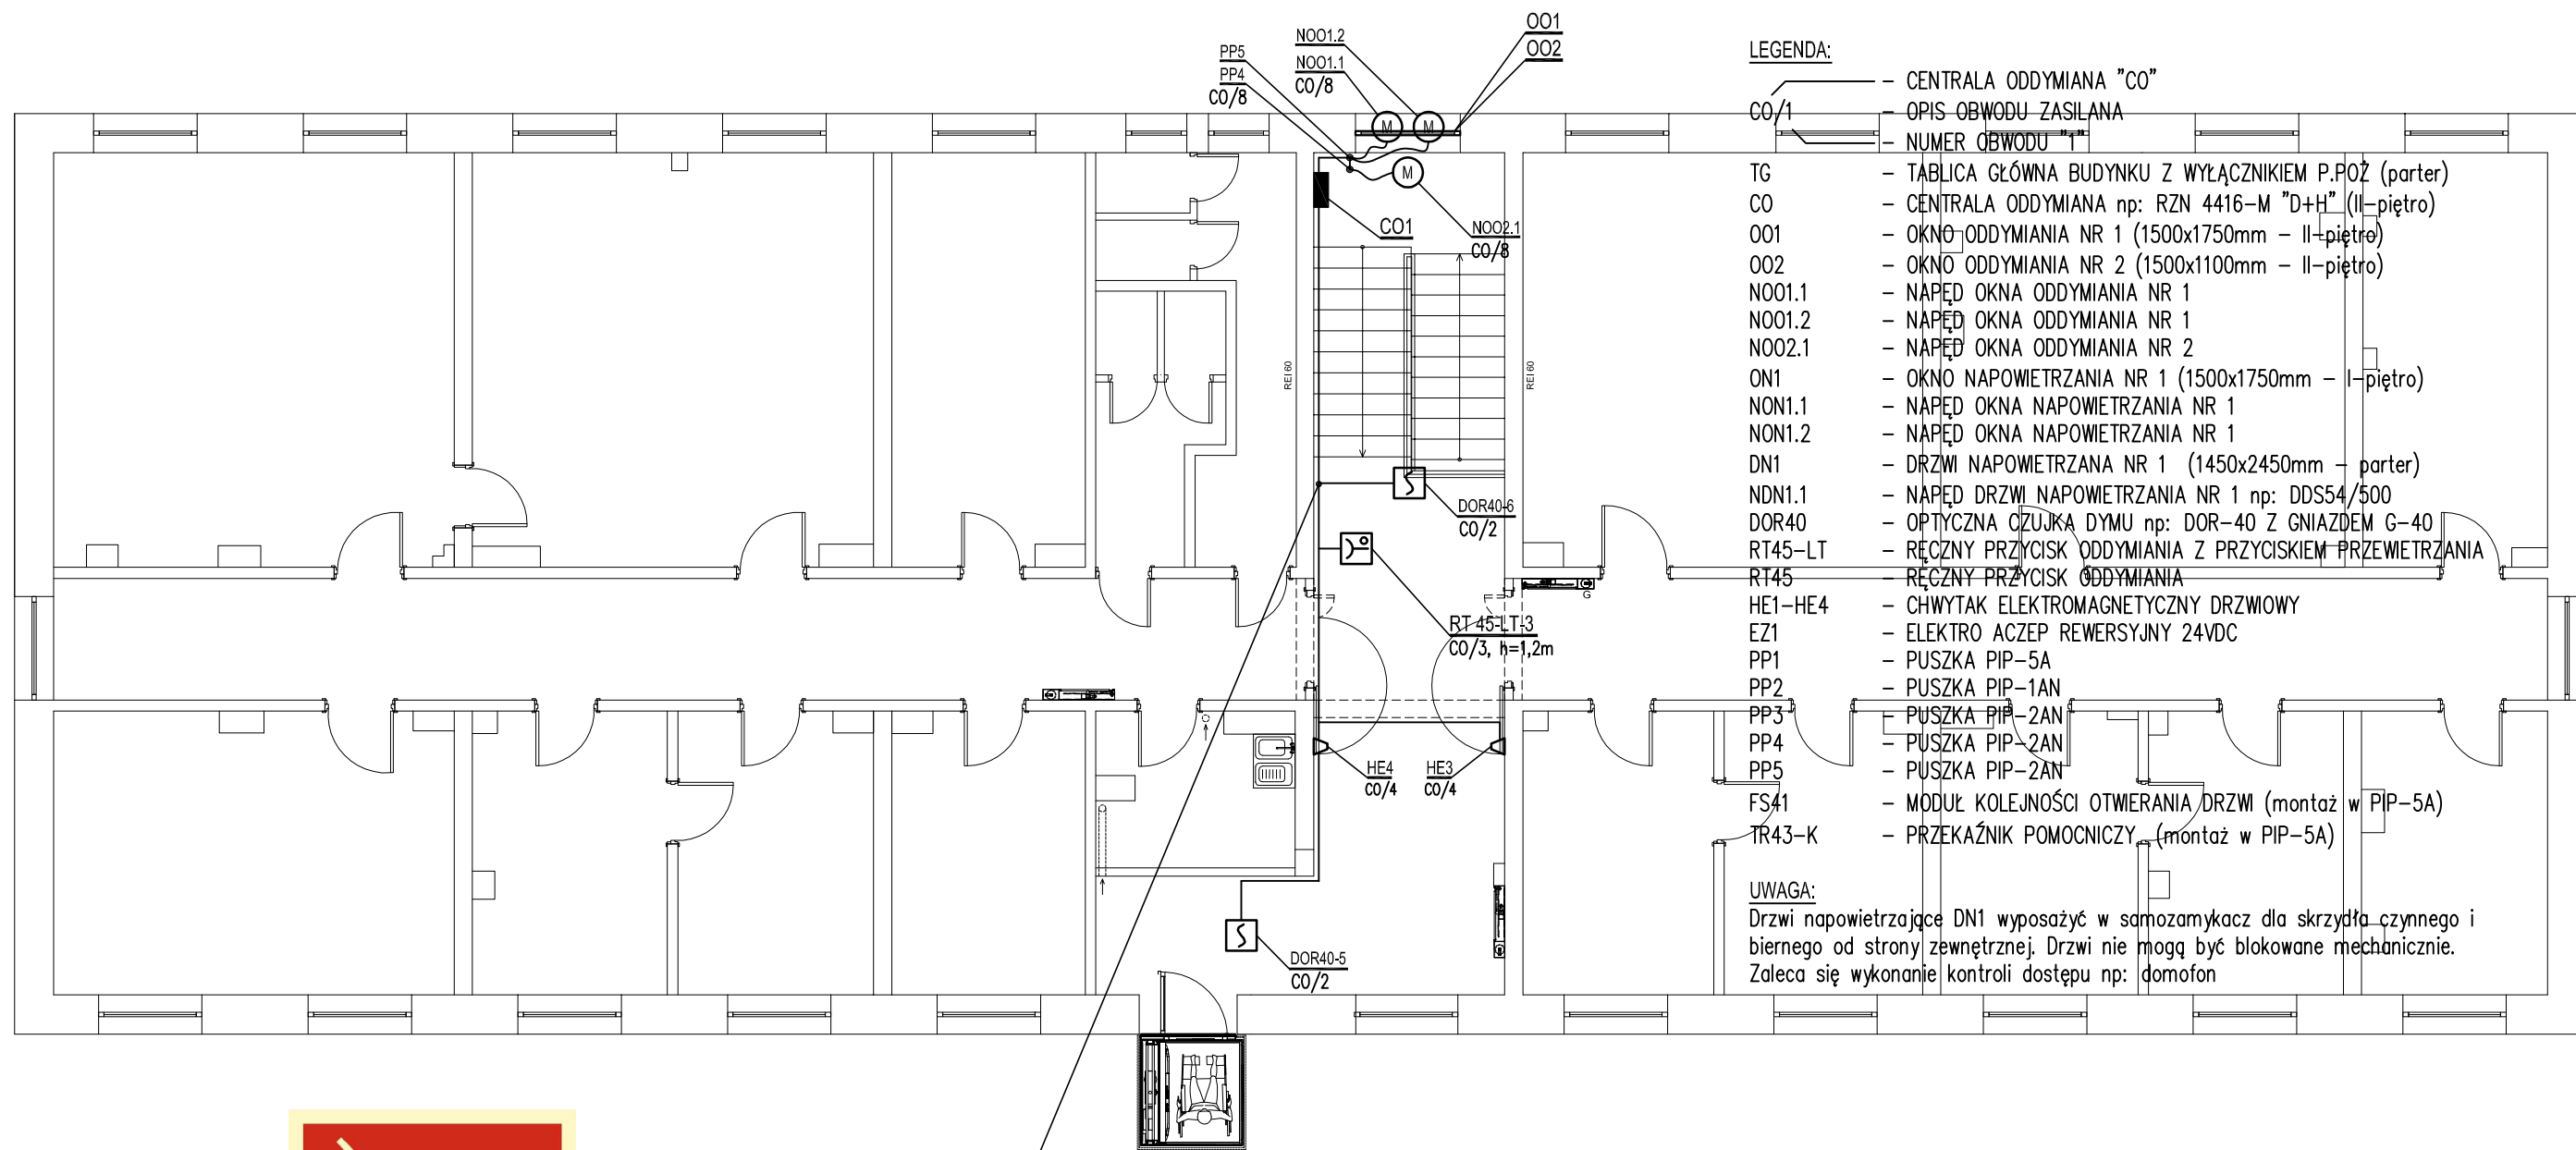 OO1
OO2
NOO1.2
NOO1.1
CO/8
PP5
PP4
CO/8
M
M
M
CO1
NOO2.1
CO/8
REI 60
REI 60
DOR40-6
CO/2
RT 45-LT-3
CO/3, h=1,2m
G
HE4
CO/4
HE3
CO/4
DOR40-5
CO/2
LEGENDA:
– CENTRALA ODDYMIANA "CO"
CO/1 – OPIS OBWODU ZASILANA
– NUMER OBWODU "1"
TG – TABLICA GŁÓWNA BUDYNKU Z WYŁĄCZNIKIEM P.POŻ (parter)
CO – CENTRALA ODDYMIANA np: RZN 4416-M "D+H" (II-piętro)
OO1 – OKNO ODDYMIANIA NR 1 (1500x1750mm – II-piętro)
OO2 – OKNO ODDYMIANIA NR 2 (1500x1100mm – II-piętro)
NOO1.1 – NAPĘD OKNA ODDYMIANIA NR 1
NOO1.2 – NAPĘD OKNA ODDYMIANIA NR 1
NOO2.1 – NAPĘD OKNA ODDYMIANIA NR 2
ON1 – OKNO NAPOWIETRZANIA NR 1 (1500x1750mm – I-piętro)
NON1.1 – NAPĘD OKNA NAPOWIETRZANIA NR 1
NON1.2 – NAPĘD OKNA NAPOWIETRZANIA NR 1
DN1 – DRZWI NAPOWIETRZANA NR 1 (1450x2450mm – parter)
NDN1.1 – NAPĘD DRZWI NAPOWIETRZANIA NR 1 np: DDS54/500
DOR40 – OPTYCZNA CZUJKA DYMU np: DOR-40 Z GNIAZDEM G-40
RT45-LT – RĘCZNY PRZYCISK ODDYMIANIA Z PRZYCISKIEM PRZEWIETRZANIA
RT45 – RĘCZNY PRZYCISK ODDYMIANIA
HE1-HE4 – CHWYTAK ELEKTROMAGNETYCZNY DRZWIOWY
EZ1 – ELEKTRO ACZEP REWERSYJNY 24VDC
PP1 – PUSZKA PIP-5A
PP2 – PUSZKA PIP-1AN
PP3 – PUSZKA PIP-2AN
PP4 – PUSZKA PIP-2AN
PP5 – PUSZKA PIP-2AN
FS41 – MODUŁ KOLEJNOŚCI OTWIERANIA DRZWI (montaż w PIP-5A)
TR43-K – PRZEKAŹNIK POMOCNICZY (montaż w PIP-5A)
UWAGA:
Drzwi napowietrzające DN1 wyposażyć w samozamykacz dla skrzydła czynnego i
biernego od strony zewnętrznej. Drzwi nie mogą być blokowane mechanicznie.
Zaleca się wykonanie kontroli dostępu np: domofon